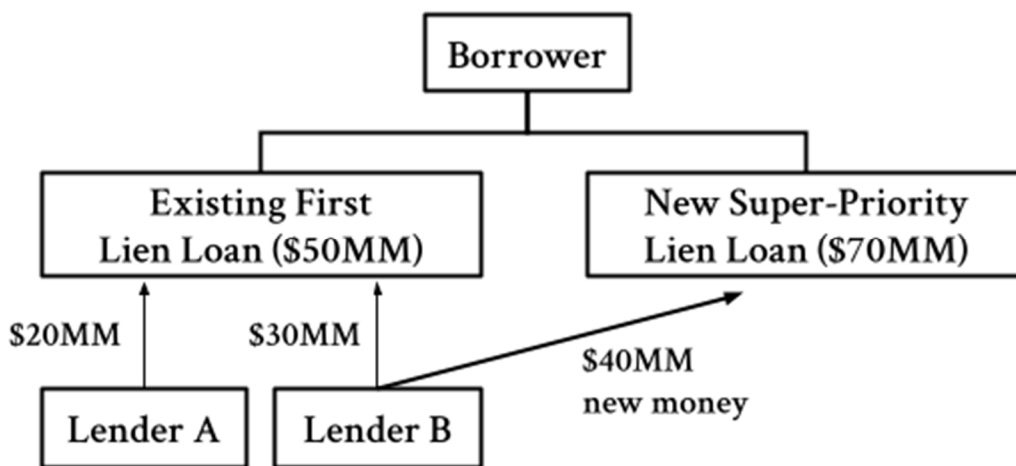 Borrower
Existing First
Lien Loan ($50MM)
New Super-Priority
Lien Loan ($70MM)
$20MM
$30MM
$40MM
new money
Lender A
Lender B